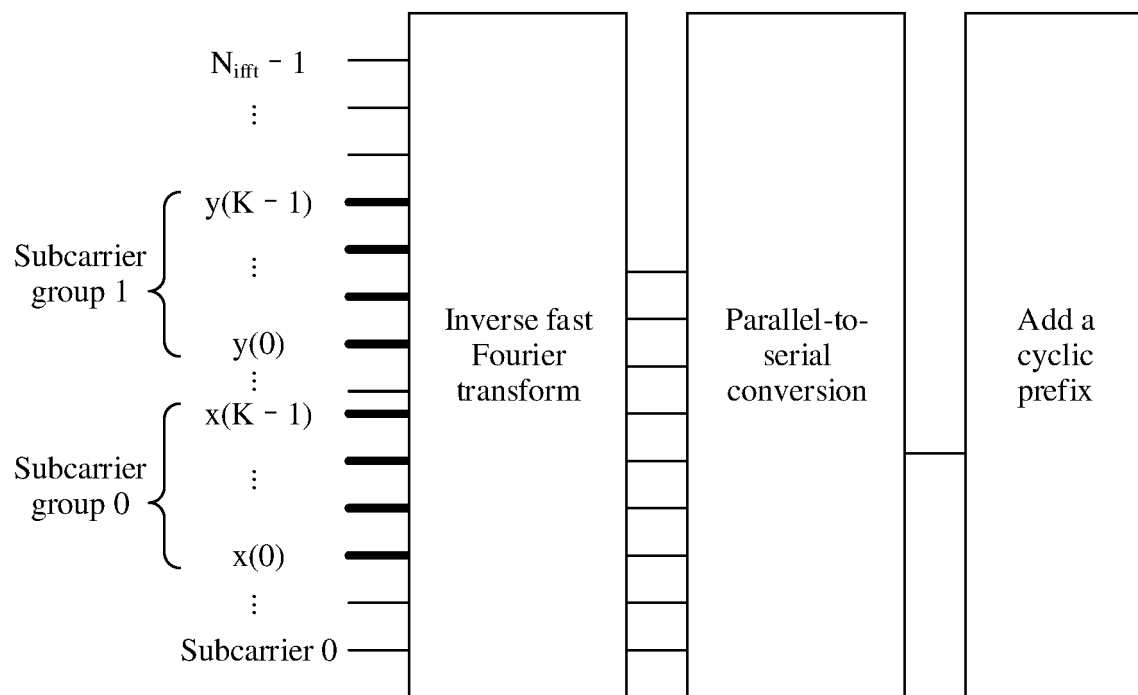 N_ifft - 1
⋮
y(K - 1)
Subcarrier
group 1
⋮
y(0)
⋮
x(K - 1)
Subcarrier
group 0
⋮
x(0)
⋮
Subcarrier 0
Inverse fast
Fourier
transform
Parallel-to-
serial
conversion
Add a
cyclic
prefix